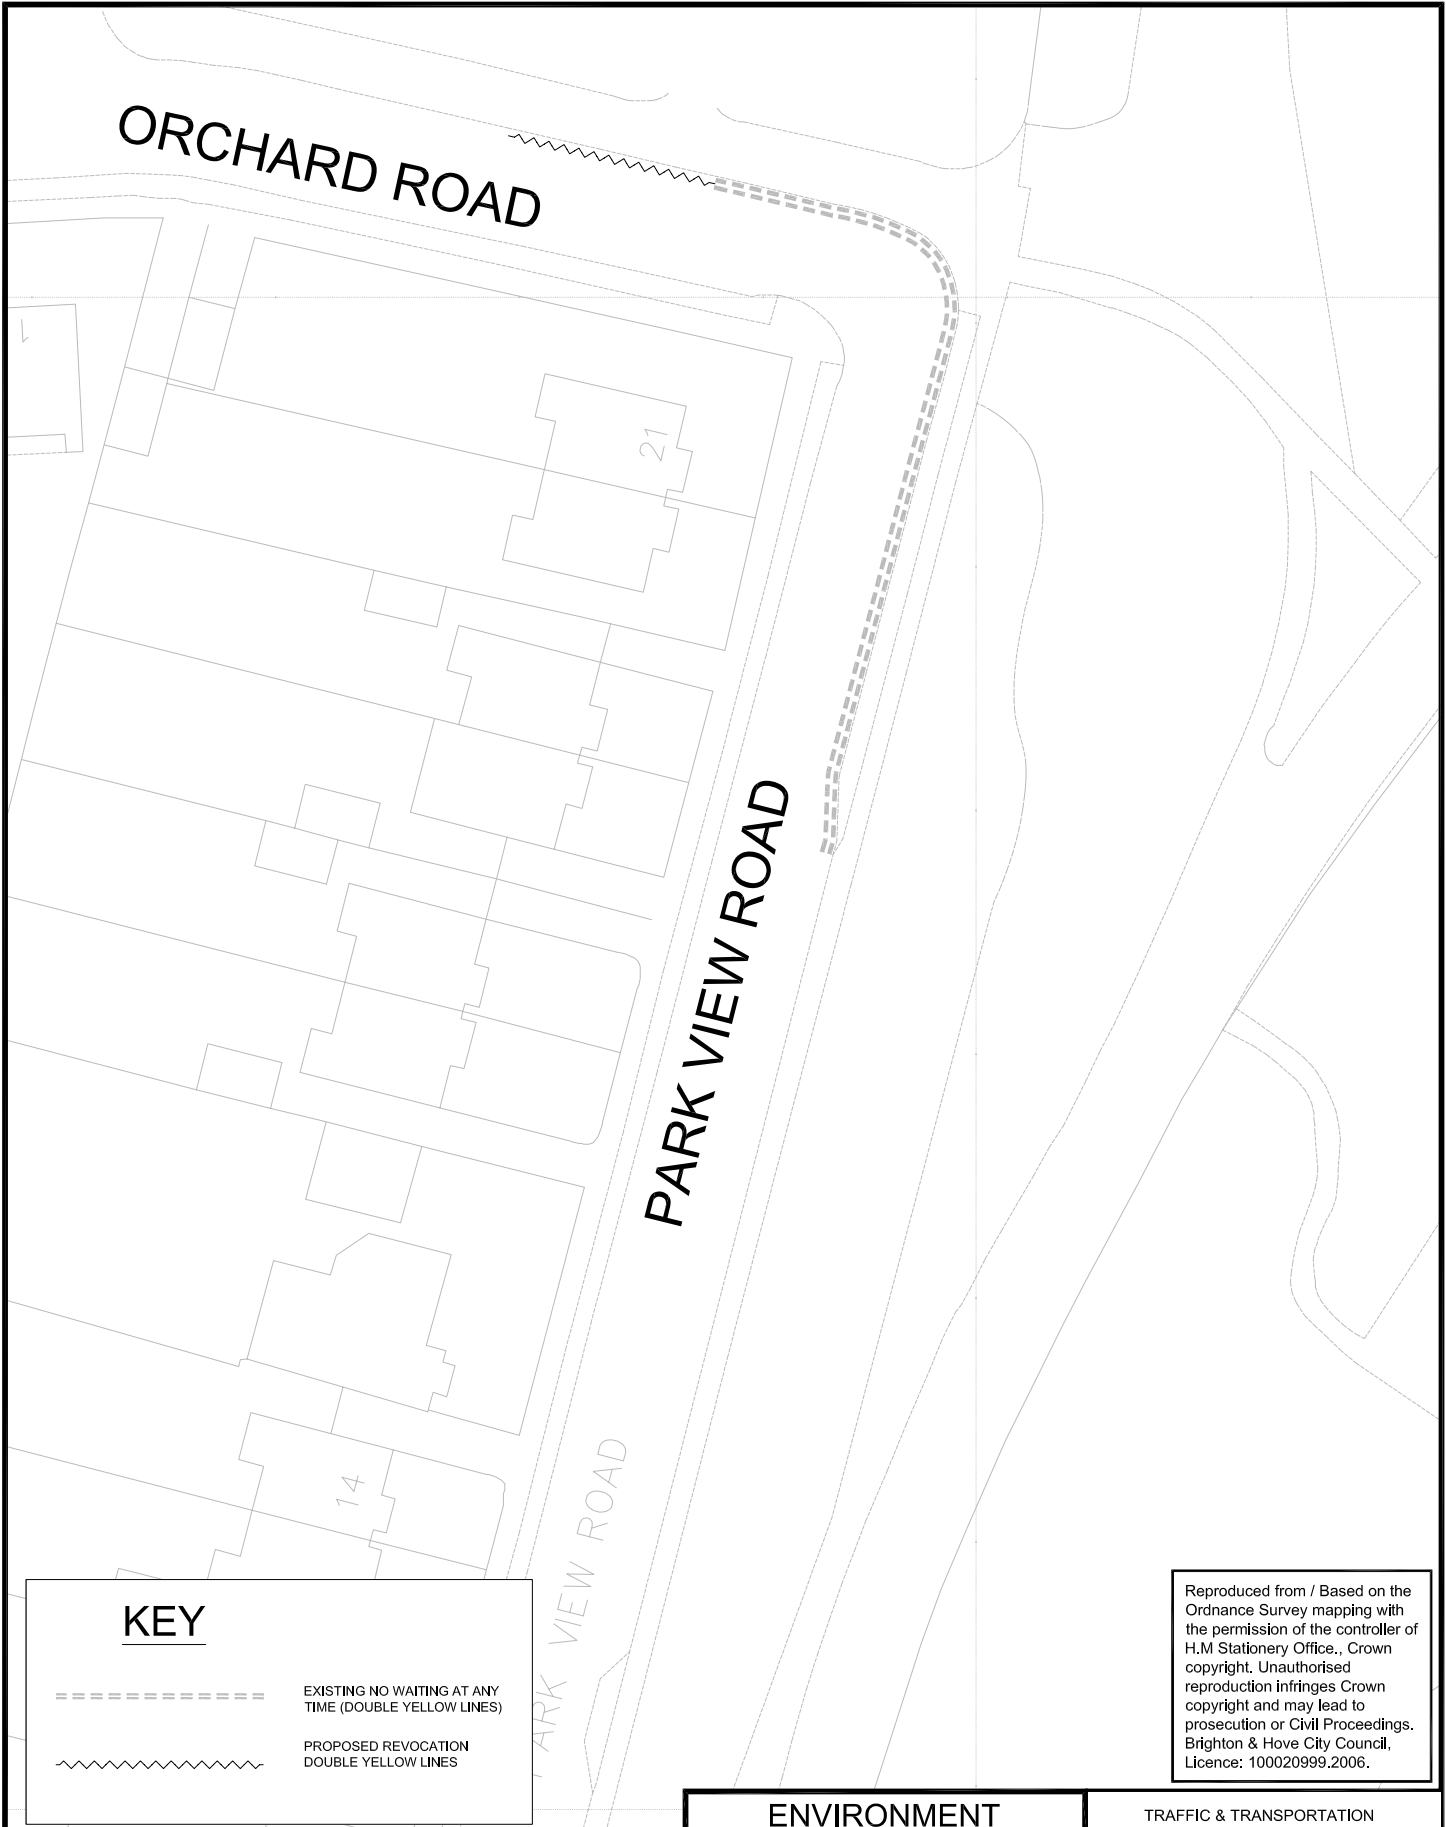 ORCHARD ROAD
1
21
PARK VIEW ROAD
14
PARK VIEW ROAD
KEY
EXISTING NO WAITING AT ANY
TIME (DOUBLE YELLOW LINES)
PROPOSED REVOCATION
DOUBLE YELLOW LINES
Reproduced from / Based on the
Ordnance Survey mapping with
the permission of the controller of
H.M Stationery Office., Crown
copyright. Unauthorised
reproduction infringes Crown
copyright and may lead to
prosecution or Civil Proceedings.
Brighton & Hove City Council,
Licence: 100020999.2006.
ENVIRONMENT
TRAFFIC & TRANSPORTATION